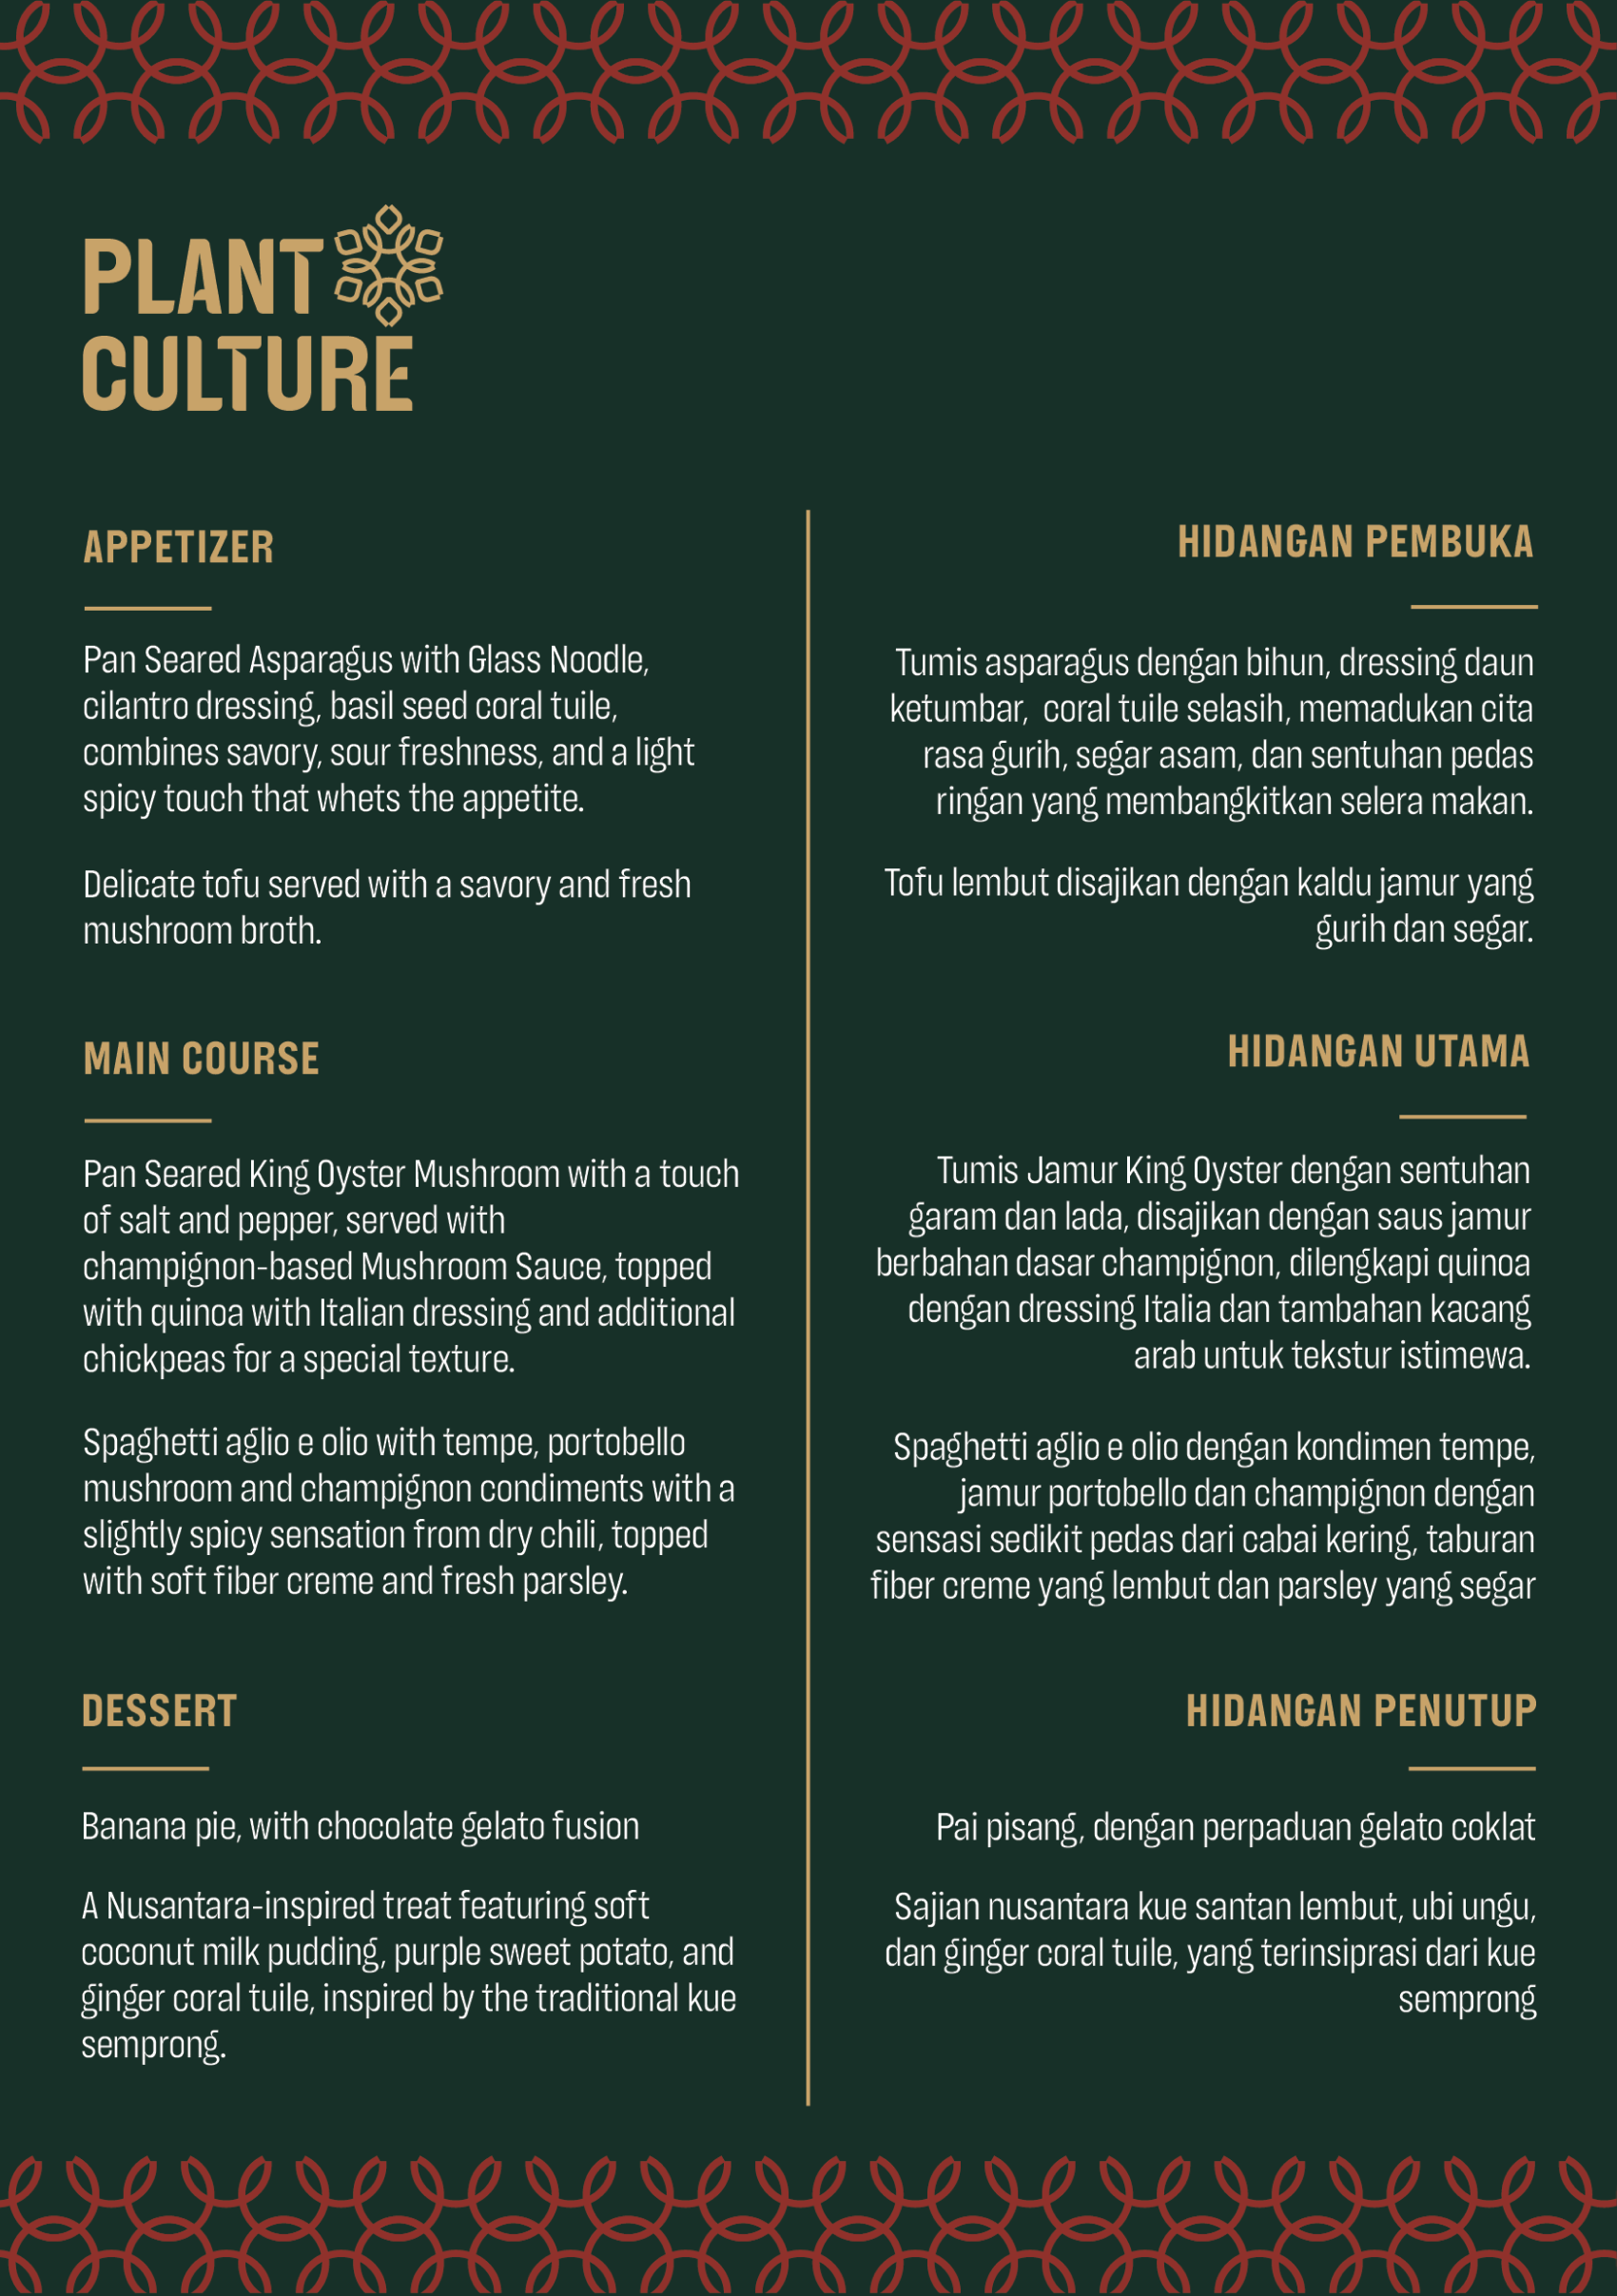 PLANT
CULTURE
APPETIZER
Pan Seared Asparagus with Glass Noodle,
cilantro dressing, basil seed coral tuile,
combines savory, sour freshness, and a light
spicy touch that whets the appetite.
Delicate tofu served with a savory and fresh
mushroom broth.
MAIN COURSE
Pan Seared King Oyster Mushroom with a touch
of salt and pepper, served with
champignon-based Mushroom Sauce, topped
with quinoa with Italian dressing and additional
chickpeas for a special texture.
Spaghetti aglio e olio with tempe, portobello
mushroom and champignon condiments with a
slightly spicy sensation from dry chili, topped
with soft fiber creme and fresh parsley.
DESSERT
Banana pie, with chocolate gelato fusion
A Nusantara-inspired treat featuring soft
coconut milk pudding, purple sweet potato, and
ginger coral tuile, inspired by the traditional kue
semprong.
HIDANGAN PEMBUKA
Tumis asparagus dengan bihun, dressing daun
ketumbar, coral tuile selasih, memadukan cita
rasa gurih, segar asam, dan sentuhan pedas
ringan yang membangkitkan selera makan.
Tofu lembut disajikan dengan kaldu jamur yang
gurih dan segar.
HIDANGAN UTAMA
Tumis Jamur King Oyster dengan sentuhan
garam dan lada, disajikan dengan saus jamur
berbahan dasar champignon, dilengkapi quinoa
dengan dressing Italia dan tambahan kacang
arab untuk tekstur istimewa.
Spaghetti aglio e olio dengan kondimen tempe,
jamur portobello dan champignon dengan
sensasi sedikit pedas dari cabai kering, taburan
fiber creme yang lembut dan parsley yang segar
HIDANGAN PENUTUP
Pai pisang, dengan perpaduan gelato coklat
Sajian nusantara kue santan lembut, ubi ungu,
dan ginger coral tuile, yang terinsiprasi dari kue
semprong